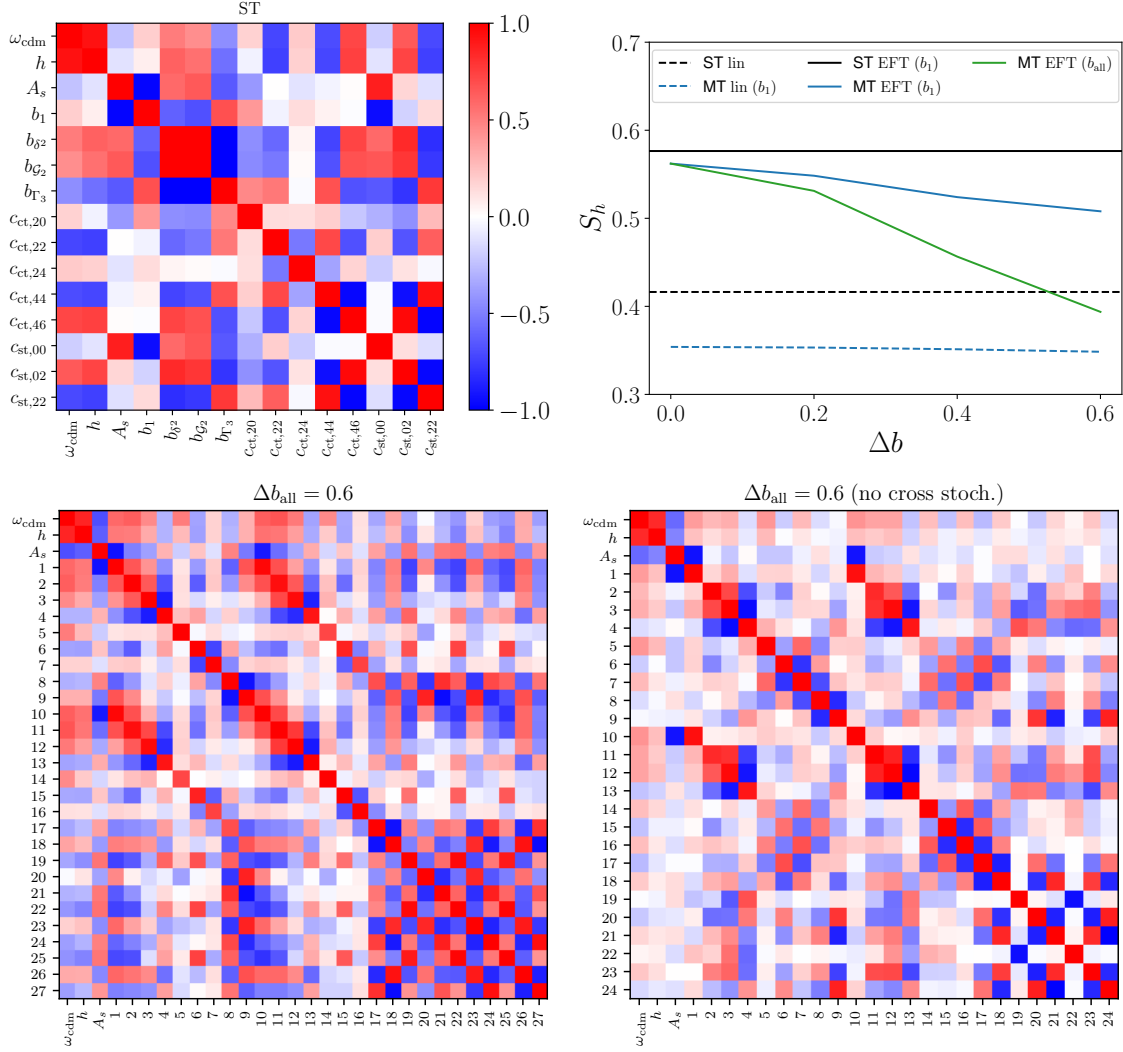 ST
ω_cdm
h
A_s
b_1
b_δ²
b_𝒢₂
b_Γ₃
c_ct,20
c_ct,22
c_ct,24
c_ct,44
c_ct,46
c_st,00
c_st,02
c_st,22
ω_cdm h A_s b_1 b_δ² b_𝒢₂ b_Γ₃ c_ct,20 c_ct,22 c_ct,24 c_ct,44 c_ct,46 c_st,00 c_st,02 c_st,22
1.0
0.5
0.0
−0.5
−1.0
ST lin
MT lin (b_1)
ST EFT (b_1)
MT EFT (b_1)
MT EFT (b_all)
S_h
0.7
0.6
0.5
0.4
0.3
0.0 0.2 0.4 0.6
Δb
Δb_all = 0.6
ω_cdm
h
A_s
1
2
3
4
5
6
7
8
9
10
11
12
13
14
15
16
17
18
19
20
21
22
23
24
25
26
27
ω_cdm h A_s 1 2 3 4 5 6 7 8 9 10 11 12 13 14 15 16 17 18 19 20 21 22 23 24 25 26 27
Δb_all = 0.6 (no cross stoch.)
ω_cdm
h
A_s
1
2
3
4
5
6
7
8
9
10
11
12
13
14
15
16
17
18
19
20
21
22
23
24
ω_cdm h A_s 1 2 3 4 5 6 7 8 9 10 11 12 13 14 15 16 17 18 19 20 21 22 23 24